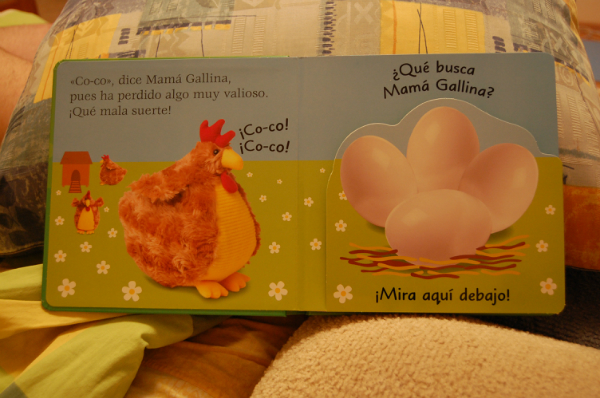 «Co-co», dice Mamá Gallina,
pues ha perdido algo muy valioso.
¡Qué mala suerte!
¡Co-co!
¡Co-co!
¿Qué busca
Mamá Gallina?
¡Mira aquí debajo!